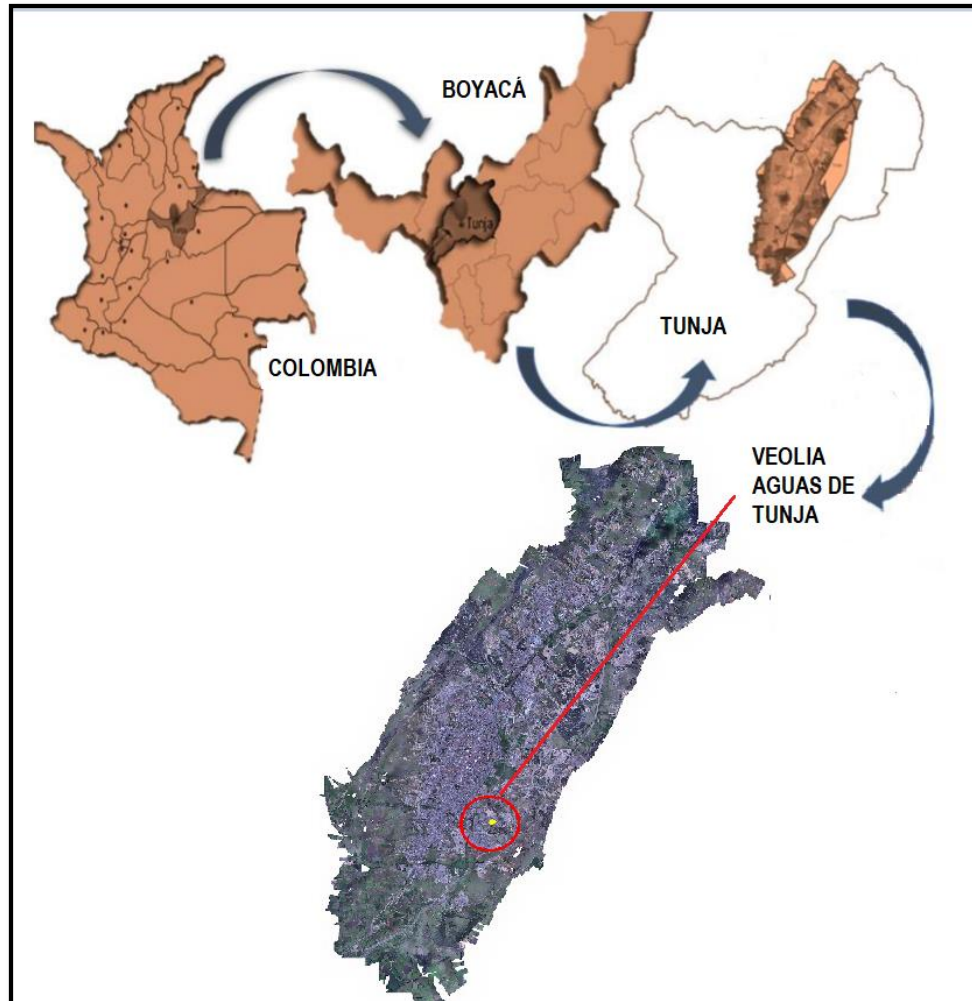 BOYACÁ
Tunja
TUNJA
COLOMBIA
VEOLIA
AGUAS DE
TUNJA